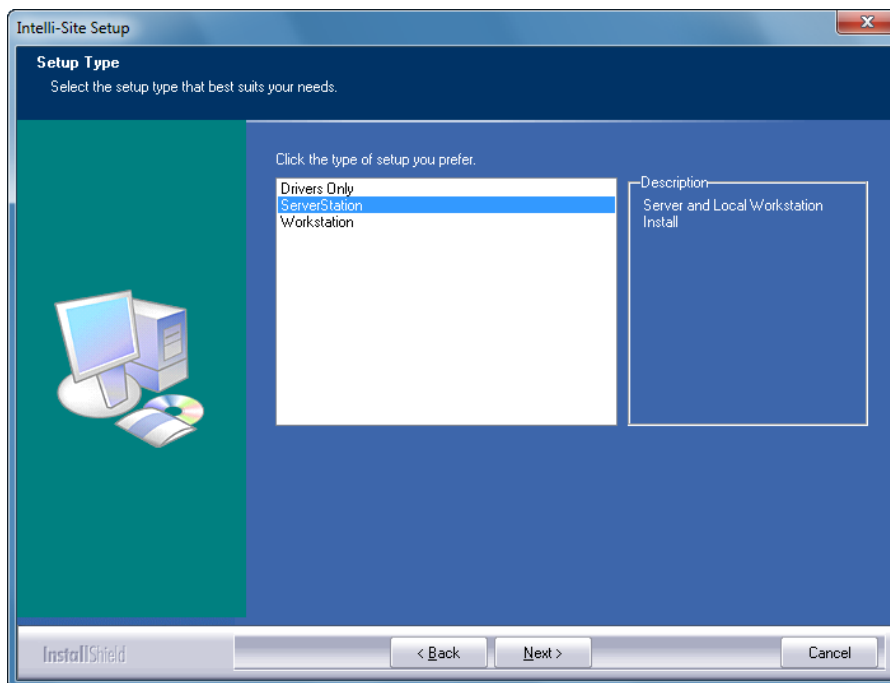 Intelli-Site Setup
Setup Type
Select the setup type that best suits your needs.
Click the type of setup you prefer.
Drivers Only
ServerStation
Workstation
Description
Server and Local Workstation
Install
InstallShield
< Back
Next >
Cancel